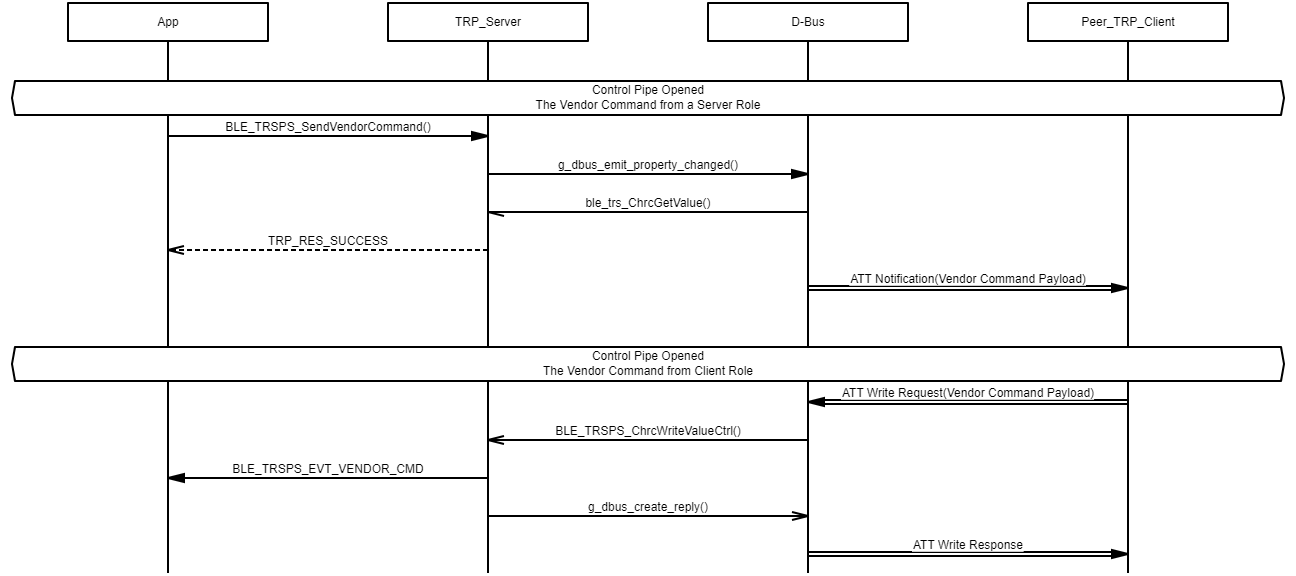 App
TRP_Server
D-Bus
Peer_TRP_Client
Control Pipe Opened
The Vendor Command from a Server Role
BLE_TRSPS_SendVendorCommand()
g_dbus_emit_property_changed()
ble_trs_ChrcGetValue()
TRP_RES_SUCCESS
ATT Notification(Vendor Command Payload)
Control Pipe Opened
The Vendor Command from Client Role
ATT Write Request(Vendor Command Payload)
BLE_TRSPS_ChrcWriteValueCtrl()
BLE_TRSPS_EVT_VENDOR_CMD
g_dbus_create_reply()
ATT Write Response